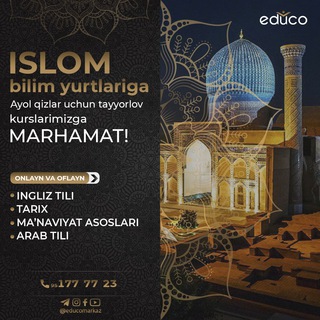 educo
ISLOM
bilim yurtlariga
Ayol qizlar uchun tayyorlov
kurslarimizga
MARHAMAT!
ONLAYN VA OFLAYN
INGLIZ TILI
TARIX
MA'NAVIYAT ASOSLARI
ARAB TILI
95 177 77 23
@educomarkaz